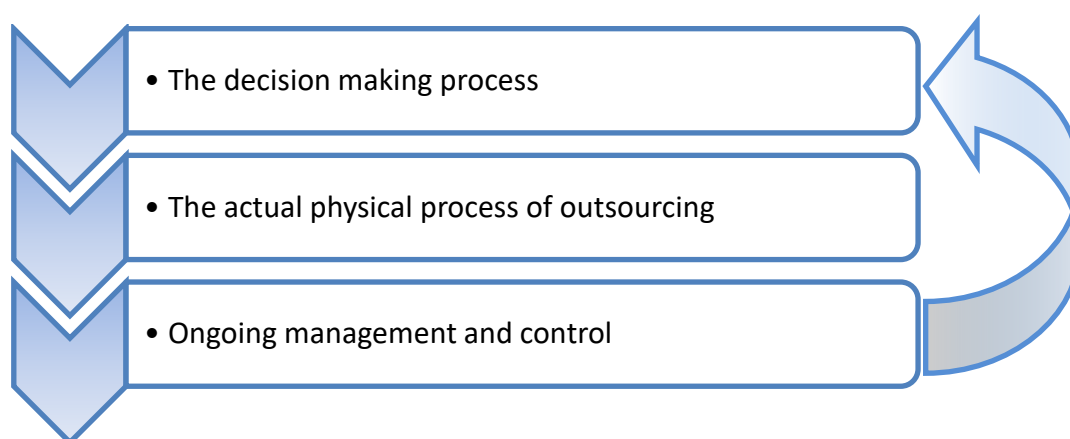 • The decision making process
• The actual physical process of outsourcing
• Ongoing management and control